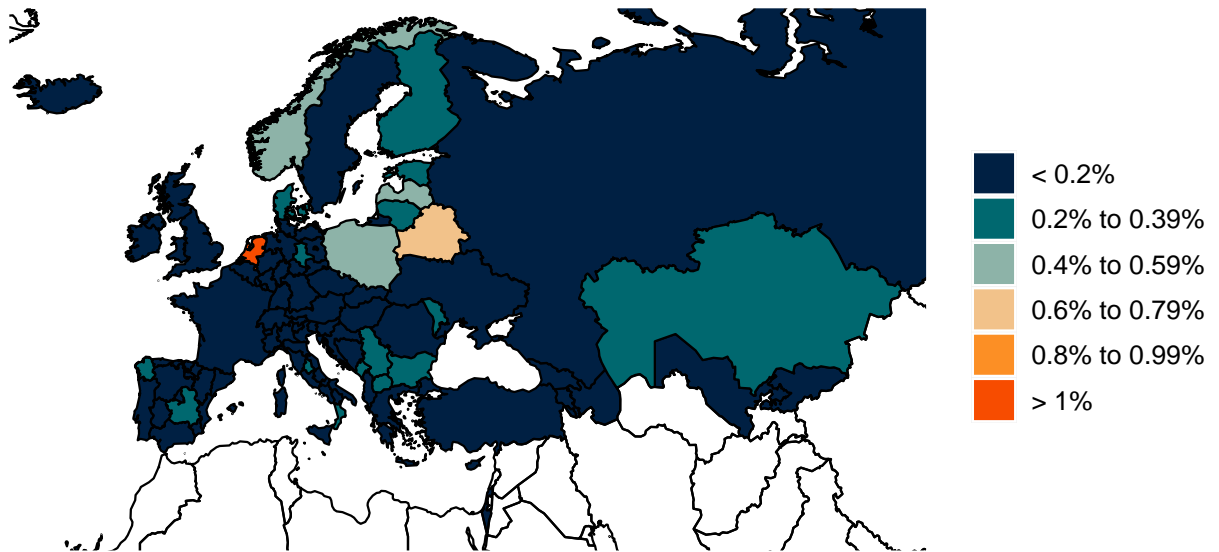 < 0.2%
0.2% to 0.39%
0.4% to 0.59%
0.6% to 0.79%
0.8% to 0.99%
> 1%